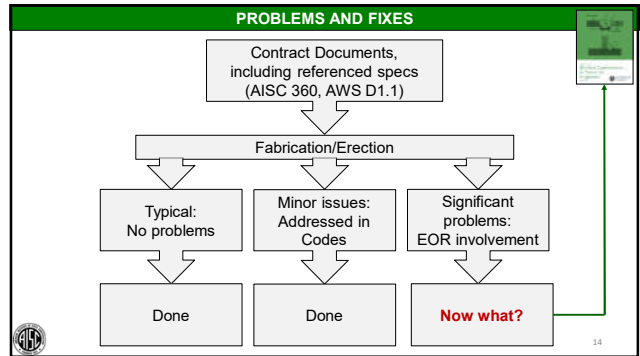 PROBLEMS AND FIXES
Contract Documents,
including referenced specs
(AISC 360, AWS D1.1)
Fabrication/Erection
Typical:
No problems
Minor issues:
Addressed in
Codes
Significant
problems:
EOR involvement
Done
Done
Now what?
AISC
14